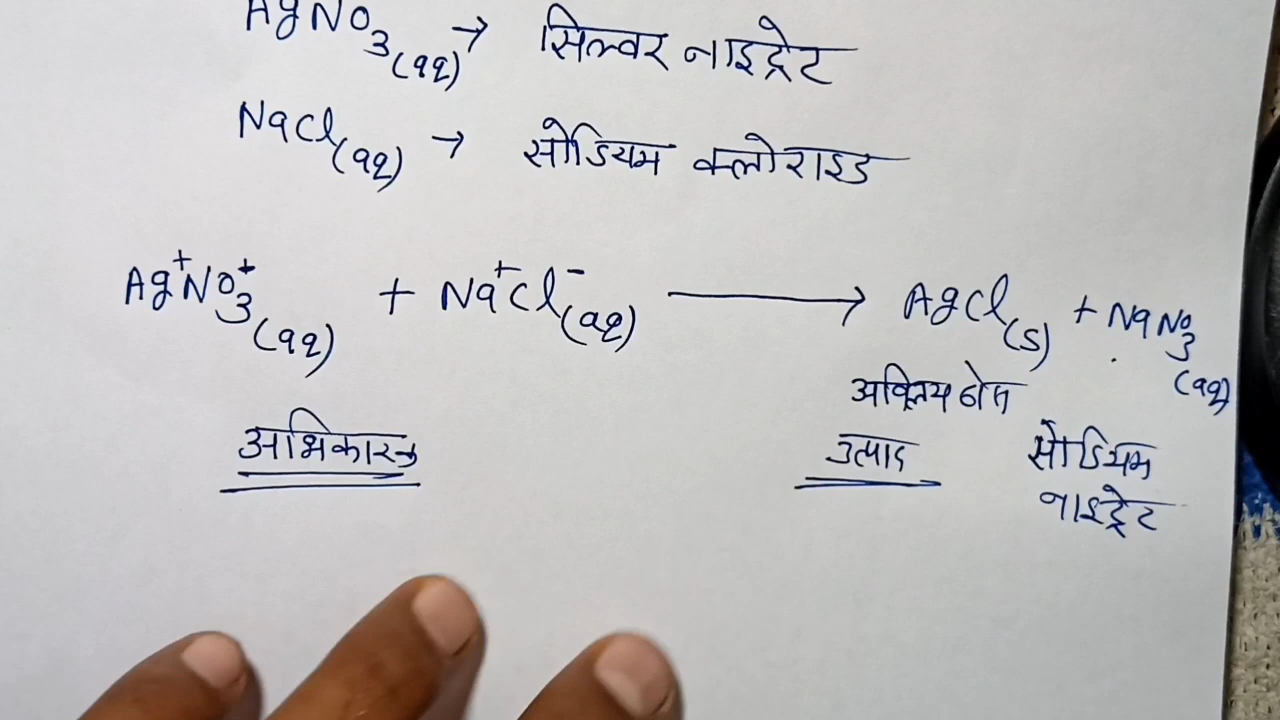 AgNO3(aq) → सिल्वर नाइट्रेट
NaCl(aq) → सोडियम क्लोराइड
Ag⁺NO3⁺(aq) + Na⁺Cl⁻(aq) ⟶ AgCl(s) + NaNO3(aq)
ठोस
अभिकारक उत्पाद सोडियम
नाइट्रेट